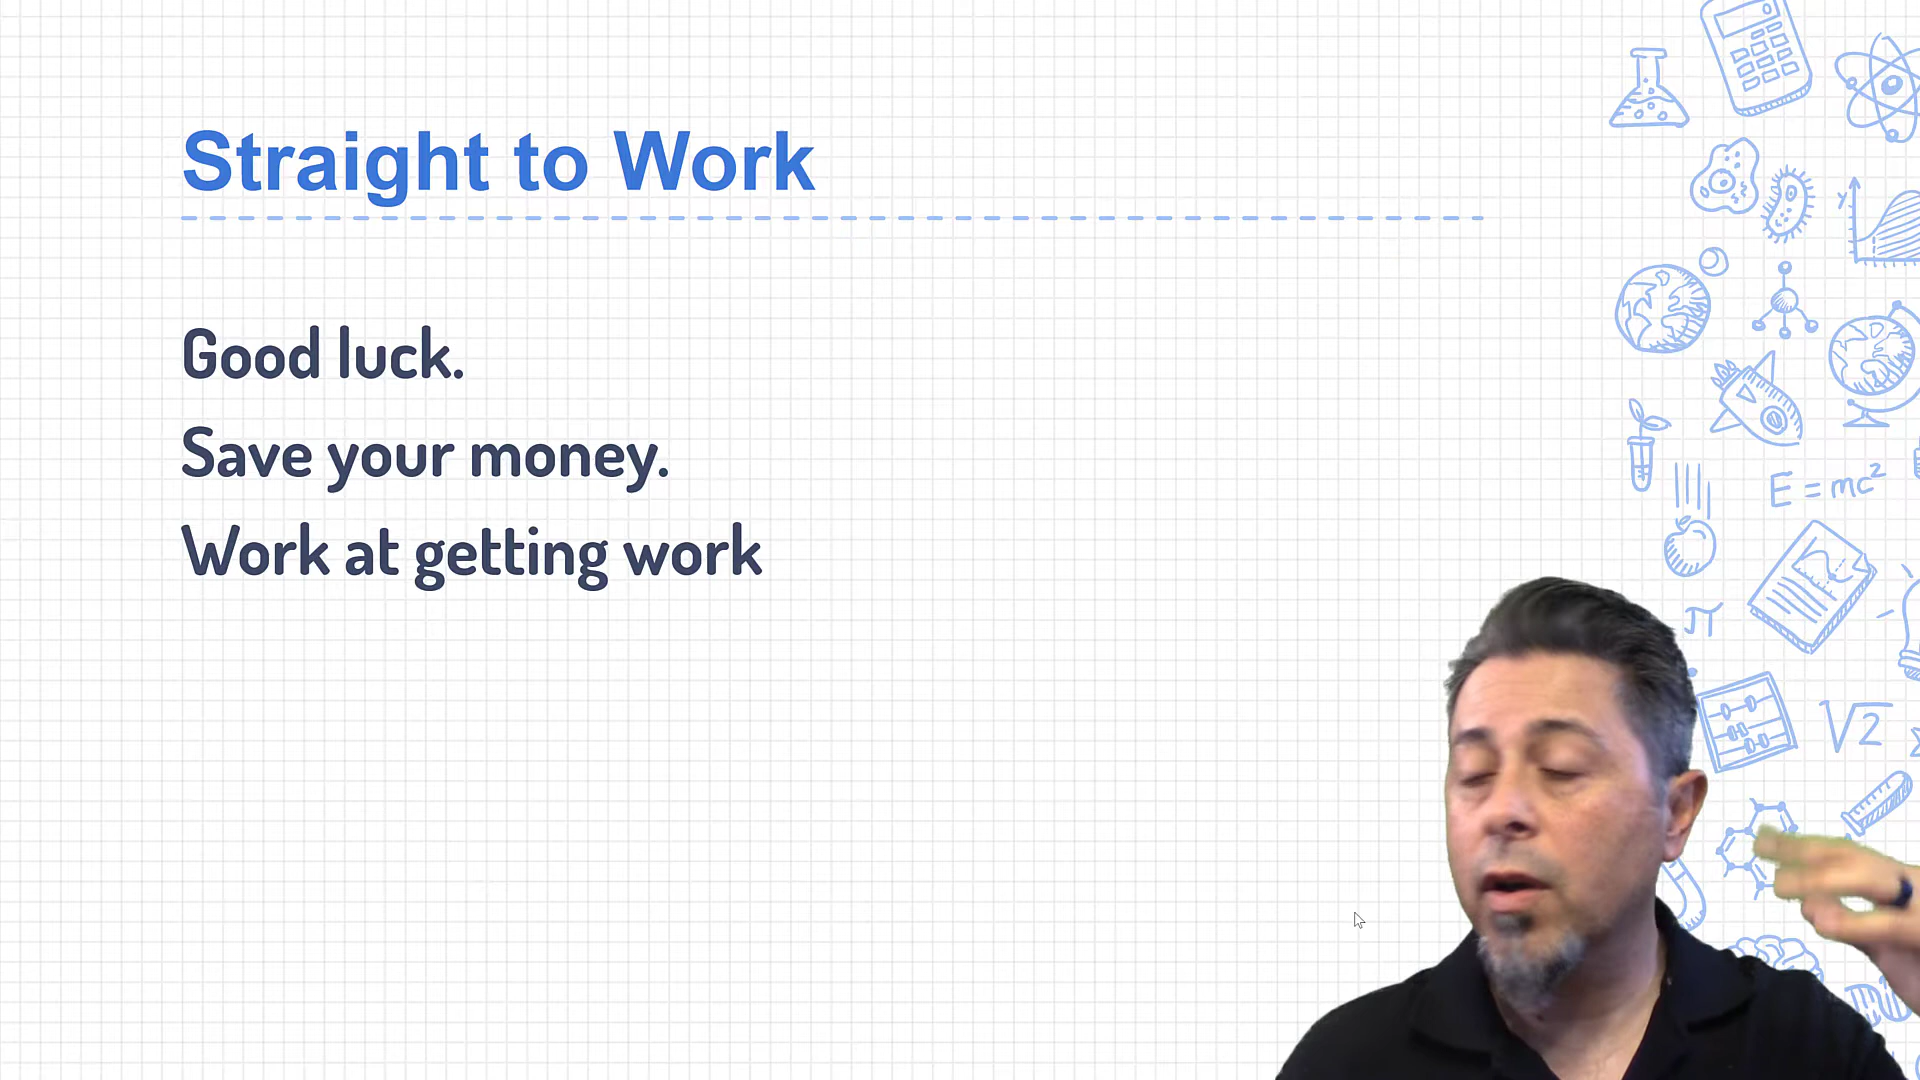 Straight to Work
Good luck.
Save your money.
Work at getting work
y
E = mc²
π
√2